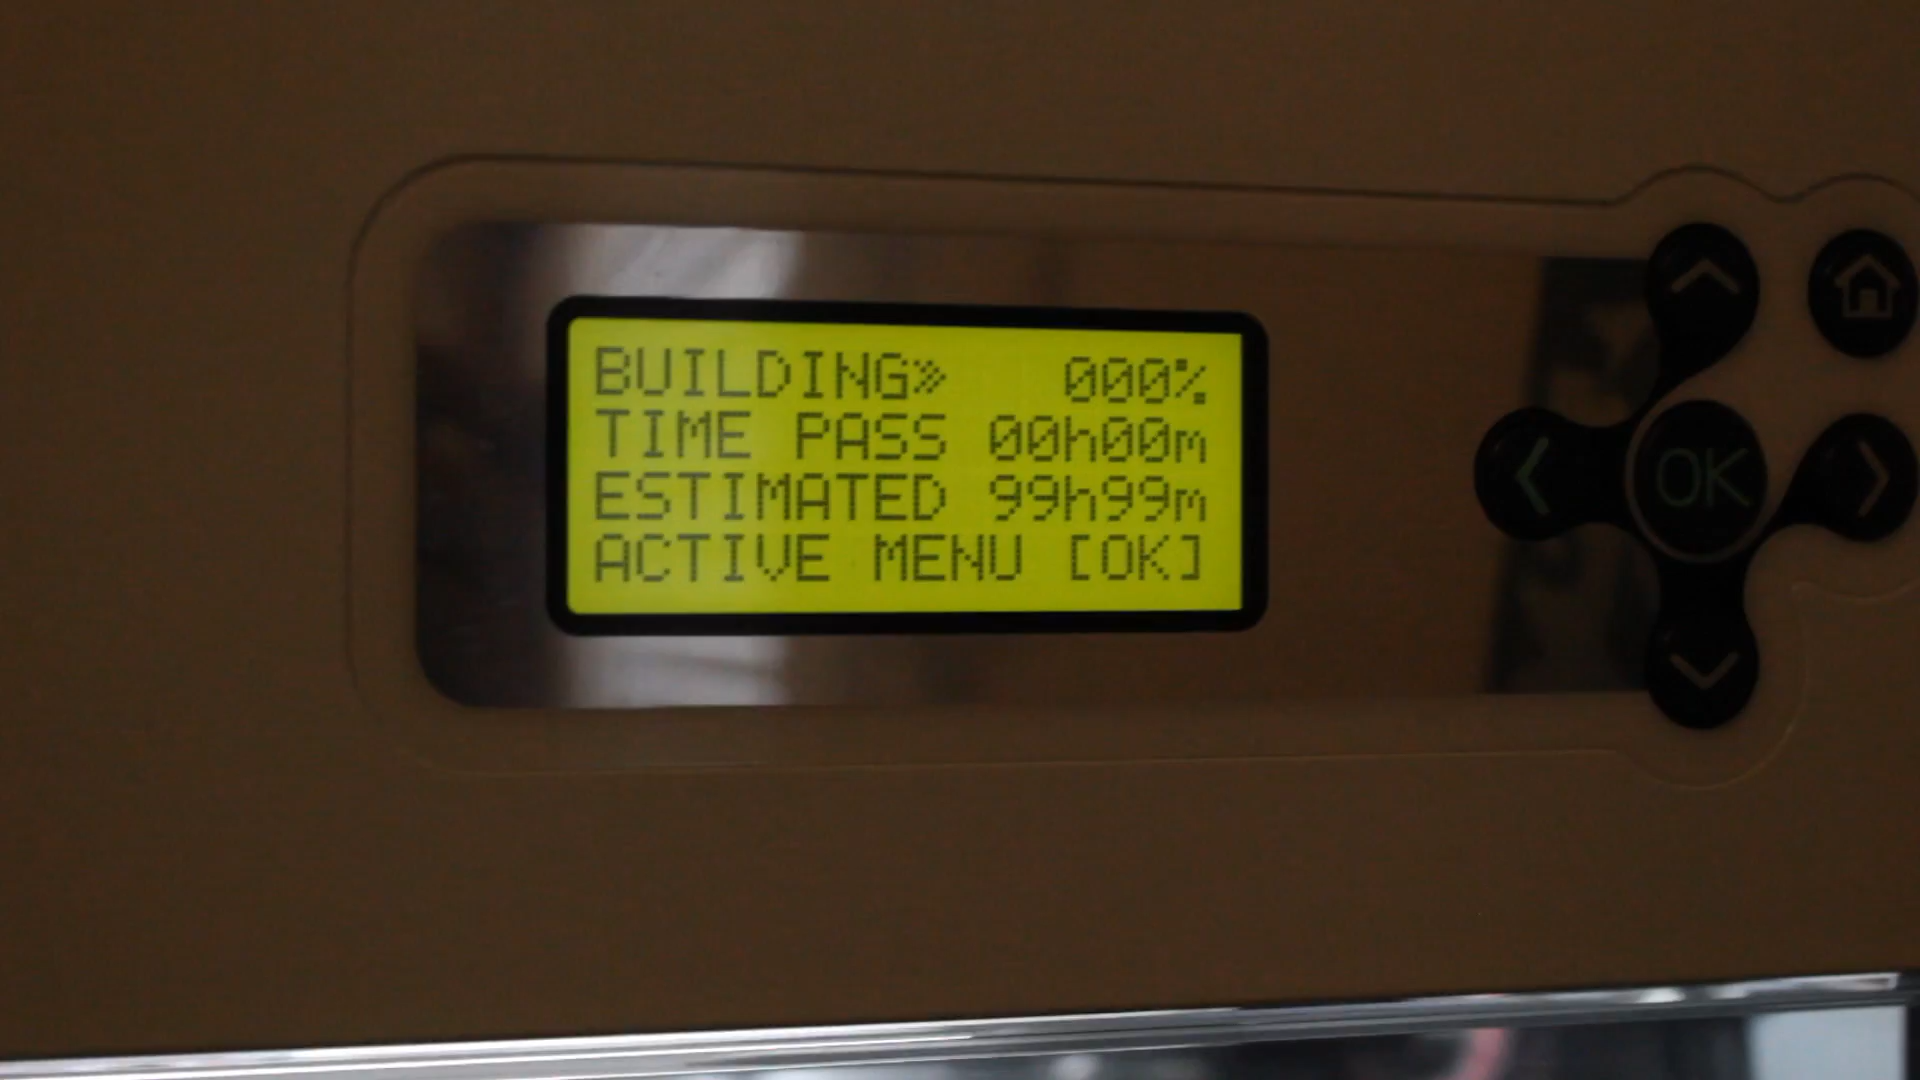 BUILDING» 000%
TIME PASS 00h00m
ESTIMATED 99h99m
ACTIVE MENU [OK]
OK